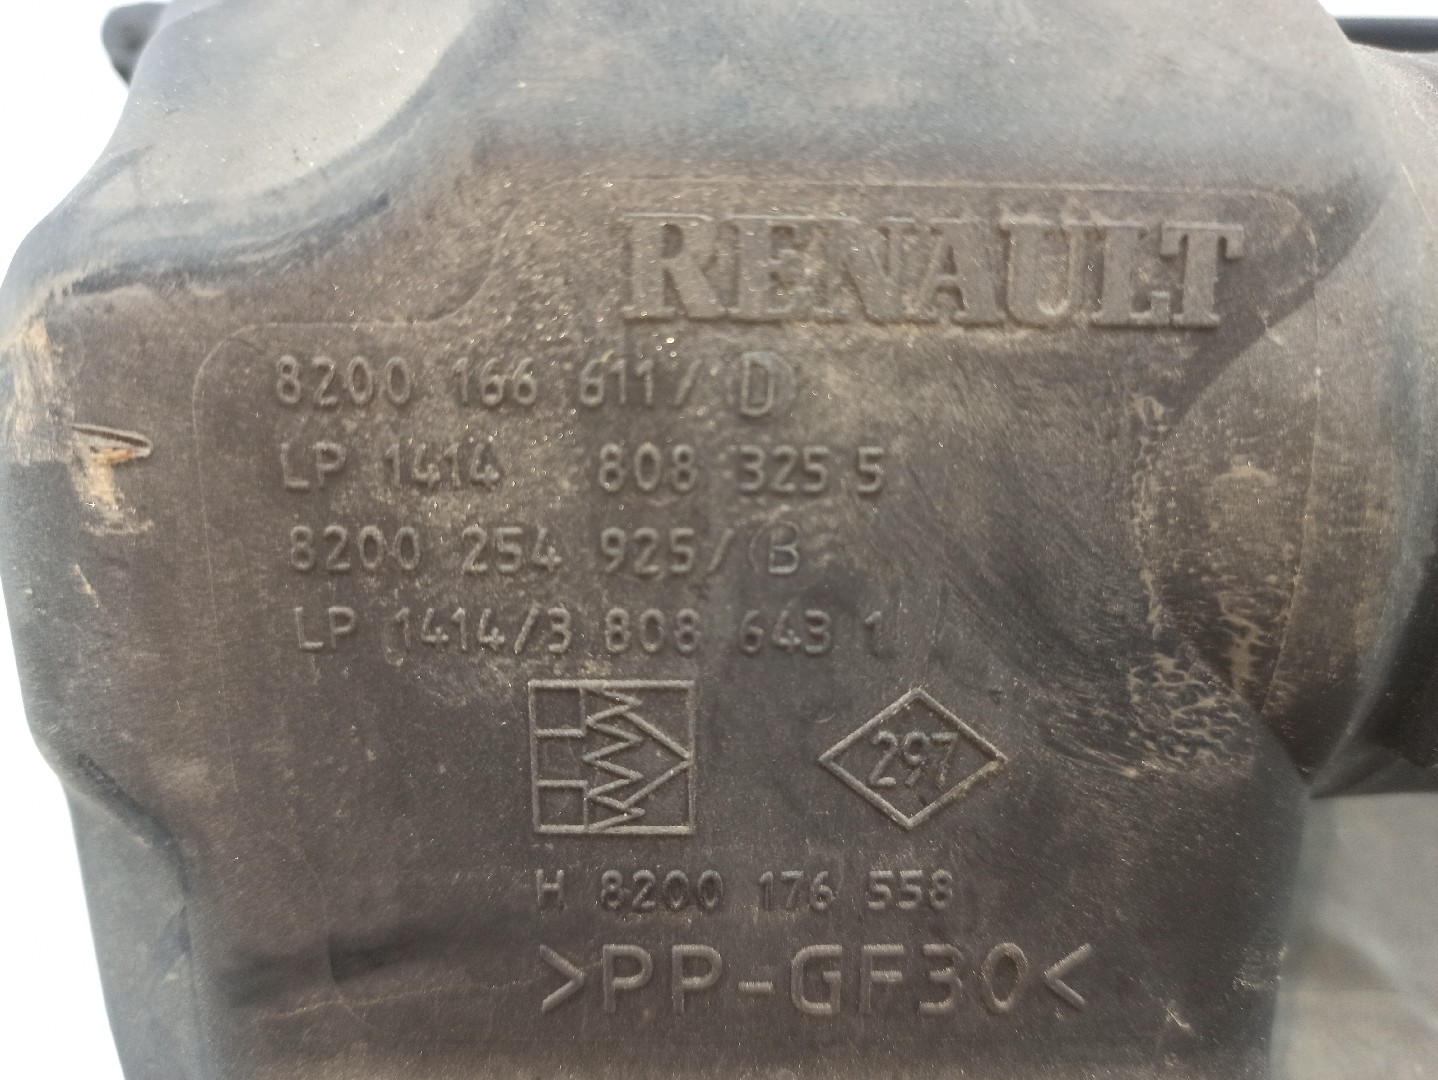 RENAULT
8200 166 611/ D
LP 1414 808 325 5
8200 254 925/ B
LP 1414/3 808 643 1
297
H 8200 176 558
>PP-GF30<